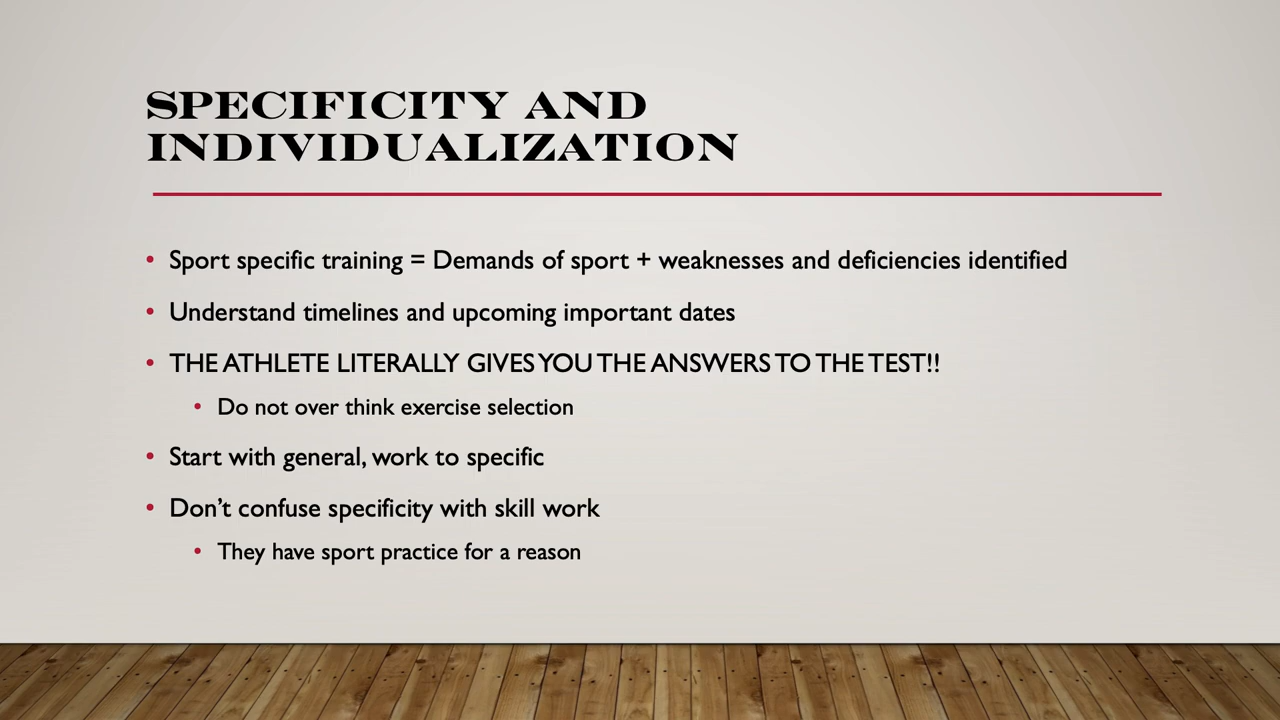 SPECIFICITY AND
INDIVIDUALIZATION
• Sport specific training = Demands of sport + weaknesses and deficiencies identified
• Understand timelines and upcoming important dates
• THE ATHLETE LITERALLY GIVES YOU THE ANSWERS TO THE TEST!!
• Do not over think exercise selection
• Start with general, work to specific
• Don’t confuse specificity with skill work
• They have sport practice for a reason